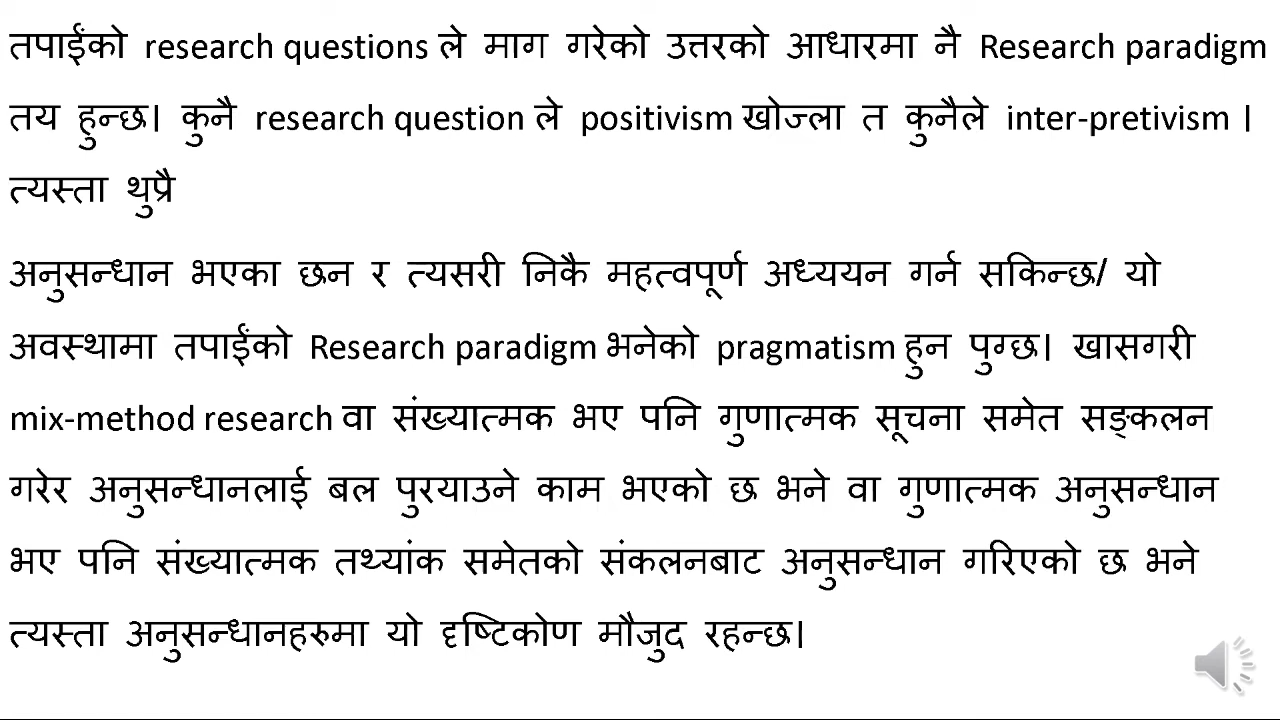 तपाईंको research questions ले माग गरेको उत्तरको आधारमा नै Research paradigm
तय हुन्छ। कुनै research question ले positivism खोज्ला त कुनैले inter-pretivism ।
त्यस्ता थुप्रै
अनुसन्धान भएका छन र त्यसरी निकै महत्वपूर्ण अध्ययन गर्न सकिन्छ/ यो
अवस्थामा तपाईंको Research paradigm भनेको pragmatism हुन पुग्छ। खासगरी
mix-method research वा संख्यात्मक भए पनि गुणात्मक सूचना समेत सङ्कलन
गरेर अनुसन्धानलाई बल पुरयाउने काम भएको छ भने वा गुणात्मक अनुसन्धान
भए पनि संख्यात्मक तथ्यांक समेतको संकलनबाट अनुसन्धान गरिएको छ भने
त्यस्ता अनुसन्धानहरुमा यो दृष्टिकोण मौजुद रहन्छ।